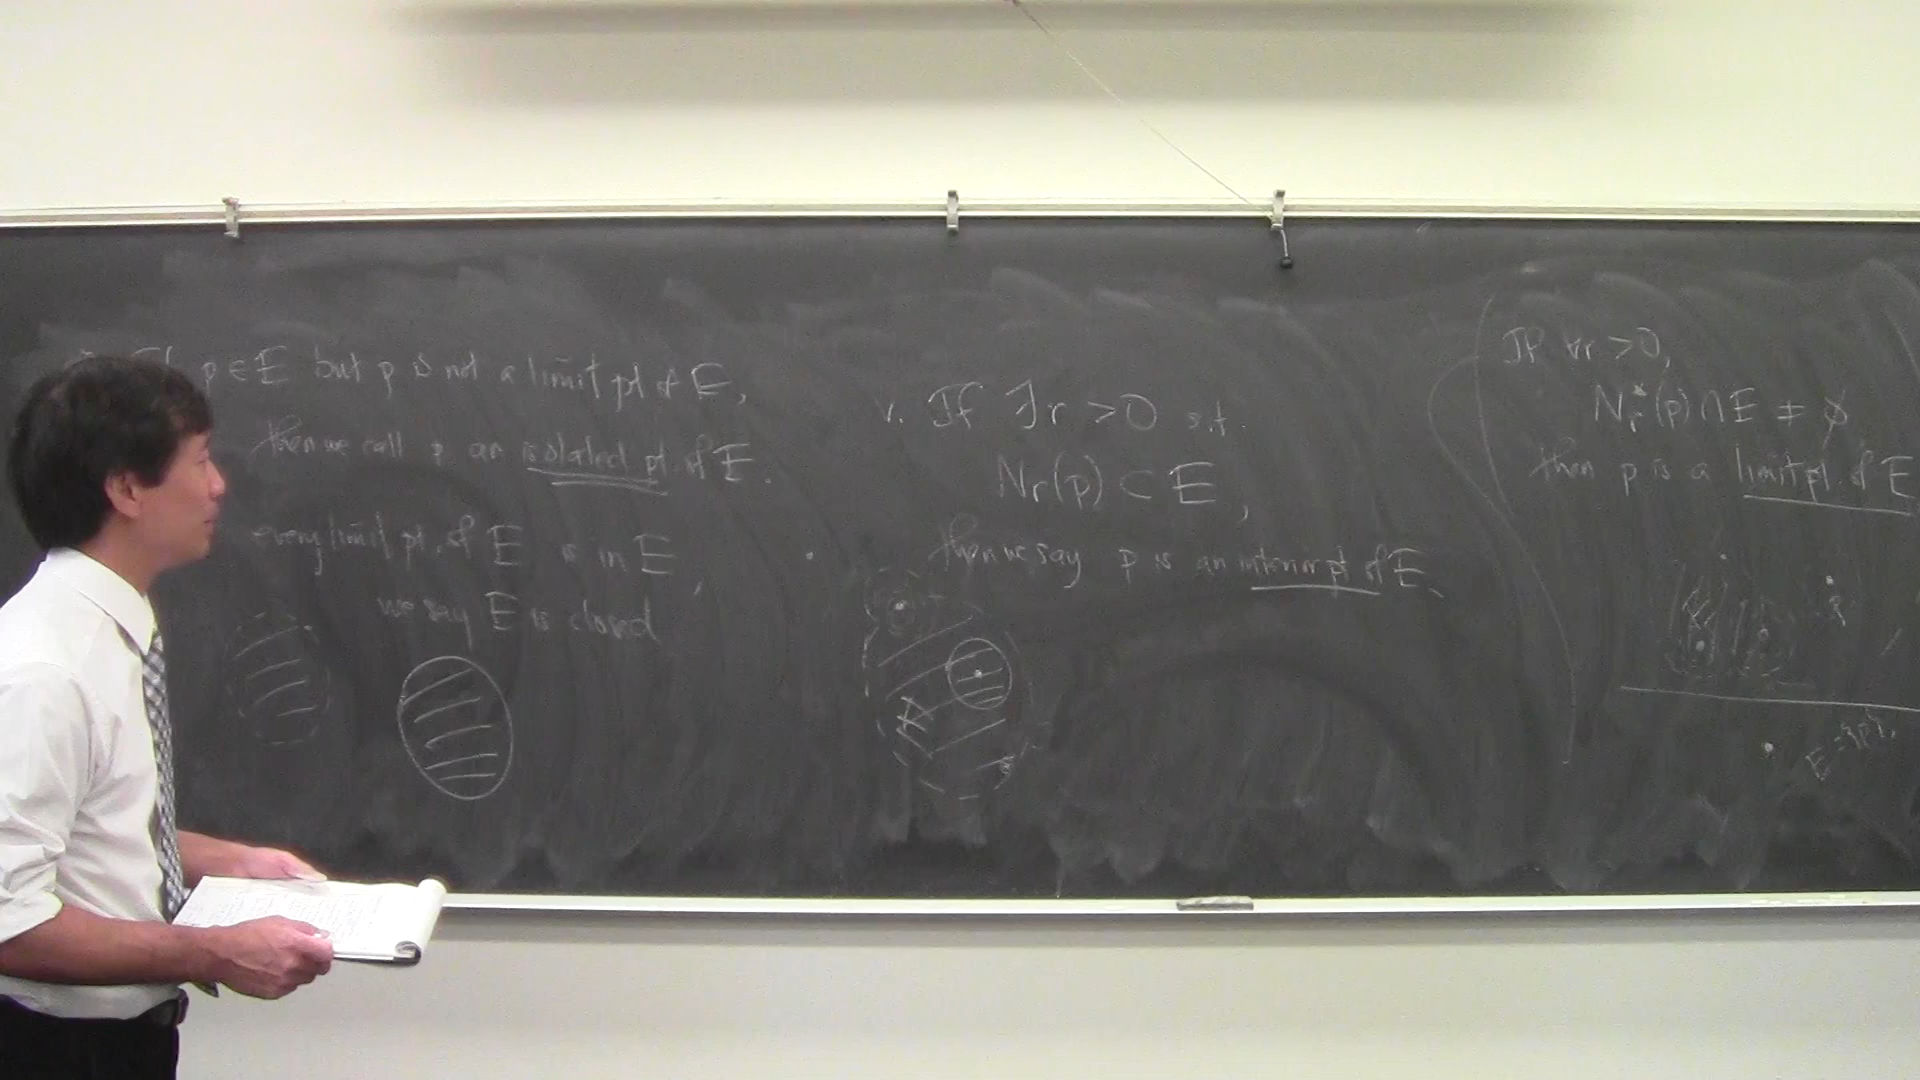 p ∈ E but p is not a limit pt of E,
then we call p an isolated pt. of E.
every limit pt. of E is in E,
we say E is closed
v. If ∃r > 0 s.t.
Nr(p) ⊂ E,
then we say p is an interior pt of E.
If ∀r > 0,
Nr*(p) ∩ E ≠ ∅
then p is a limit pt. of E
E = {p},